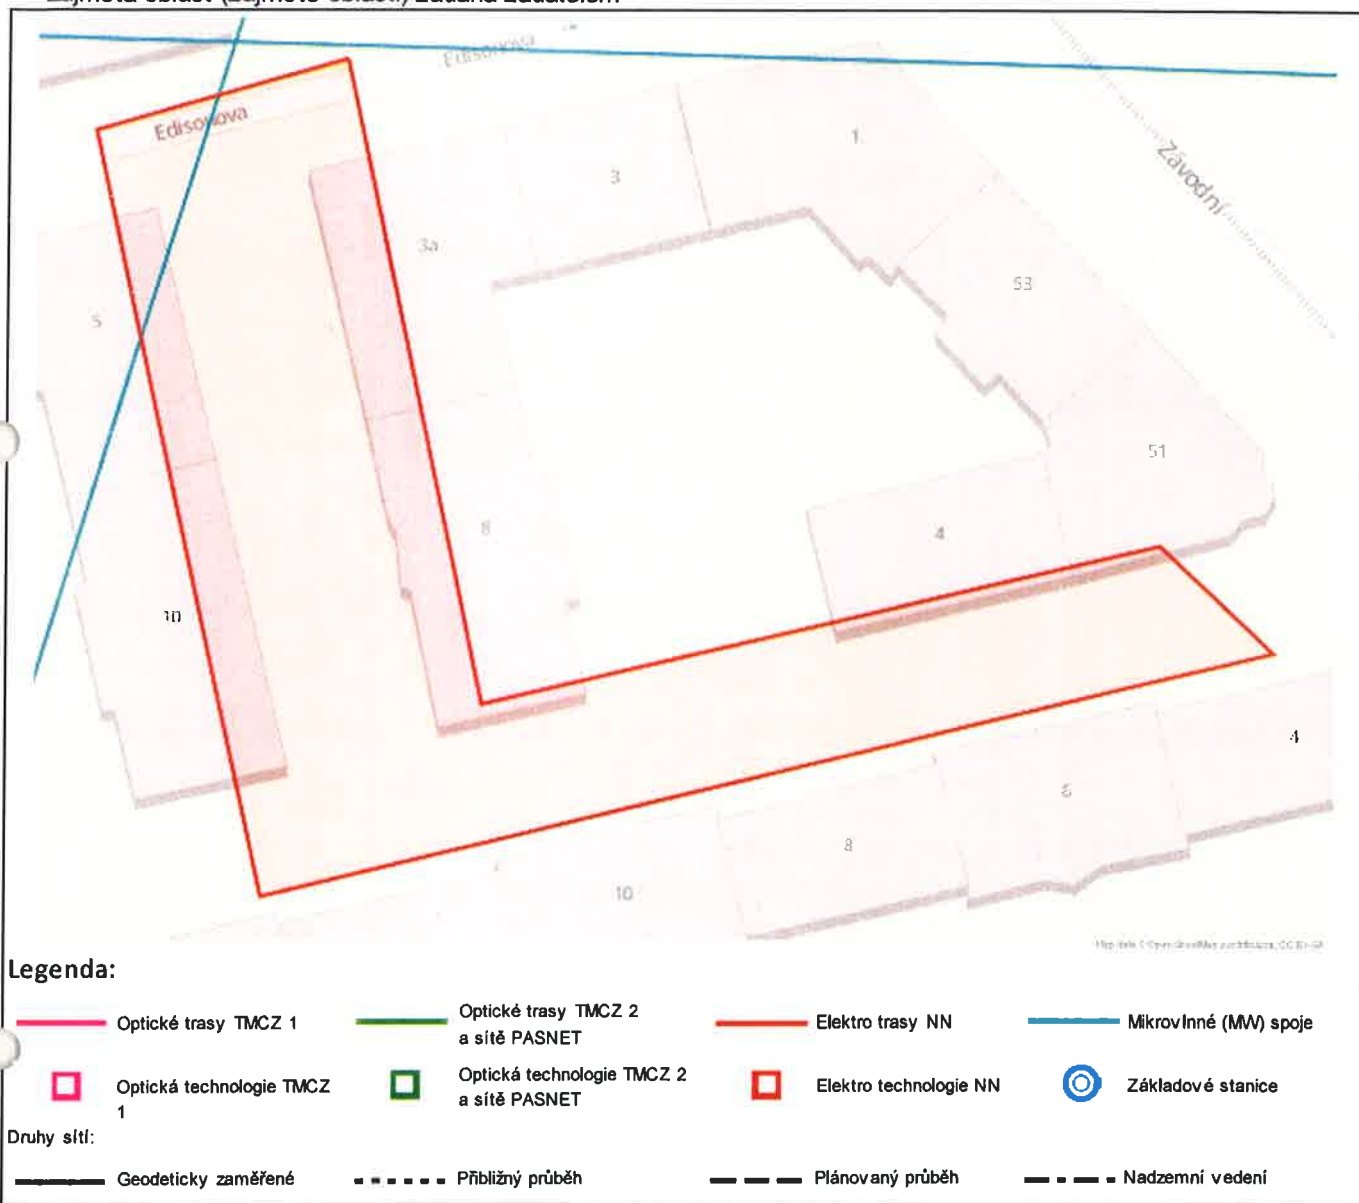 Edisonova
Edisonova
Závodní
1
3
3a
5
53
51
8
4
10
4
6
8
10
Legenda:
Optické trasy TMCZ 1
Optické trasy TMCZ 2
a sítě PASNET
Elektro trasy NN
Mikrovlnné (MW) spoje
Optická technologie TMCZ
1
Optická technologie TMCZ 2
a sítě PASNET
Elektro technologie NN
Základové stanice
Druhy sítí:
Geodeticky zaměřené
Přibližný průběh
Plánovaný průběh
Nadzemní vedení